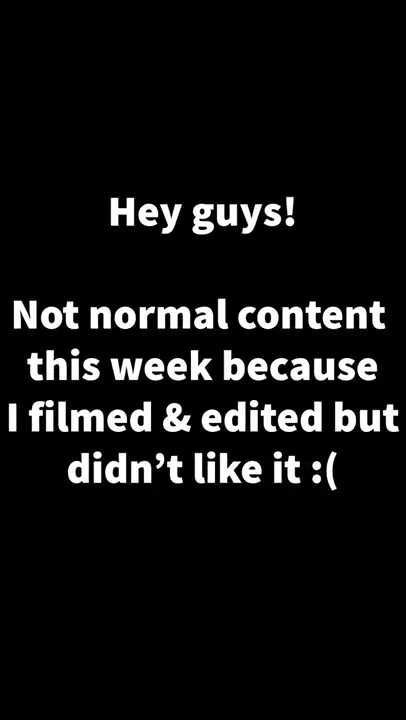 Hey guys!
Not normal content
this week because
I filmed & edited but
didn’t like it :(